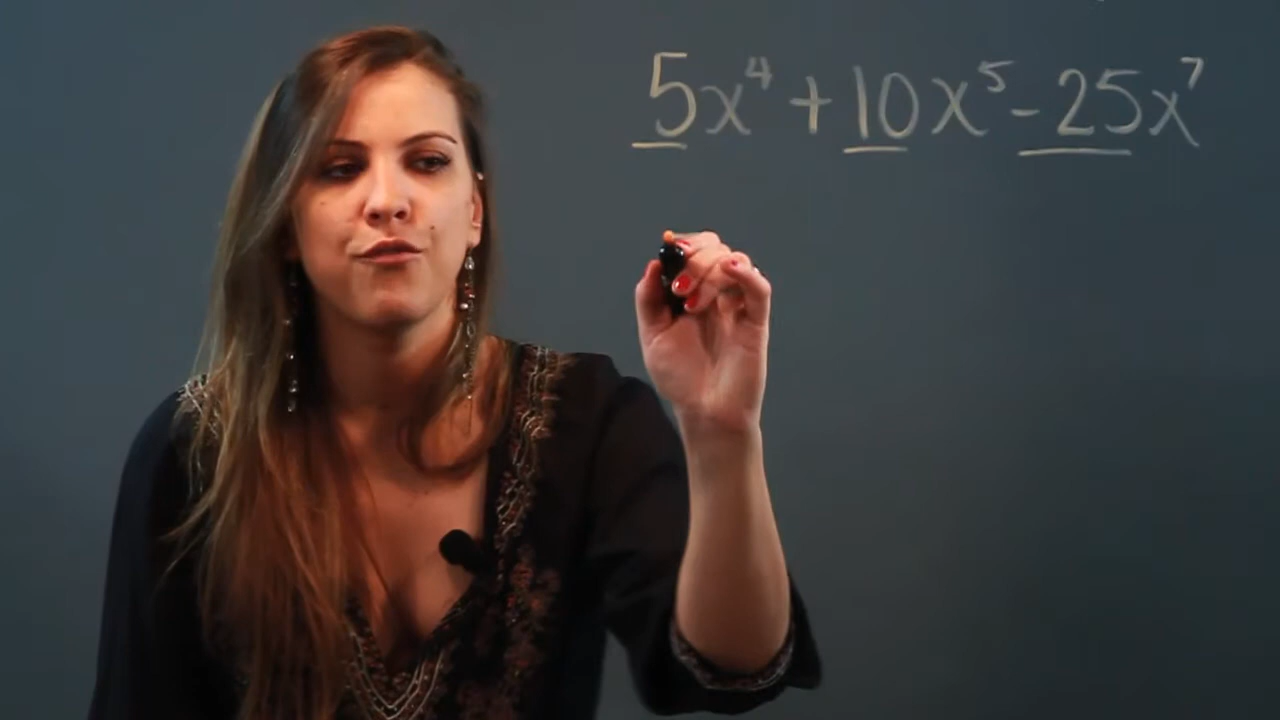 5x⁴ + 10x⁵ - 25x⁷